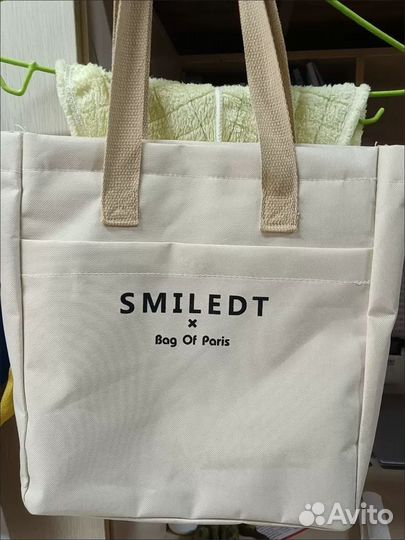 SMILEDT
×
Bag Of Paris
Avito